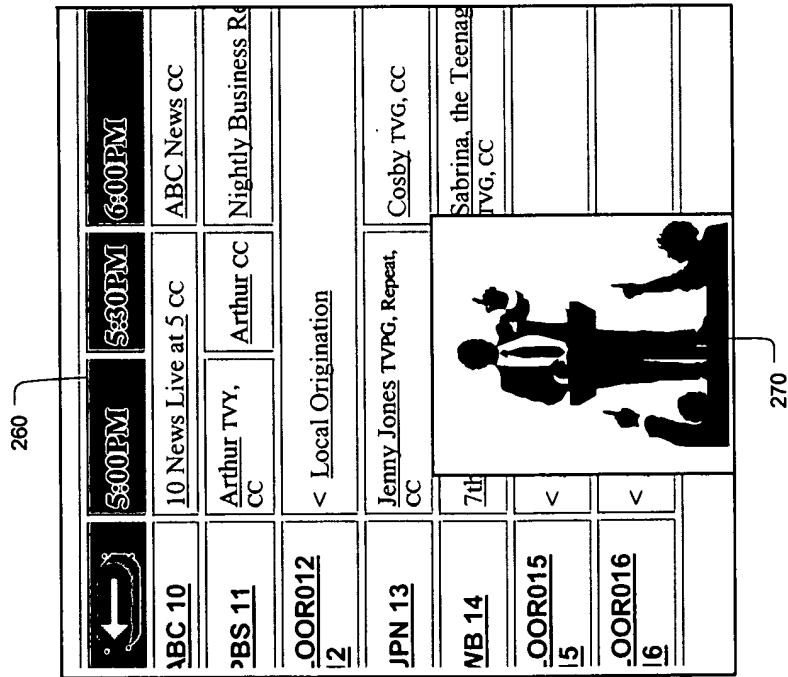 260
5:00PM 5:30PM 6:00PM
ABC 10 10 News Live at 5 CC ABC News CC
PBS 11 Arthur TVY, Arthur CC Nightly Business Re
CC
.OOR012 < Local Origination
12
JPN 13 Jenny Jones TVPG, Repeat, Cosby TVG, CC
CC
WB 14 7th Sabrina, the Teenag
TVG, CC
.OOR015 <
15
.OOR016 <
16
270